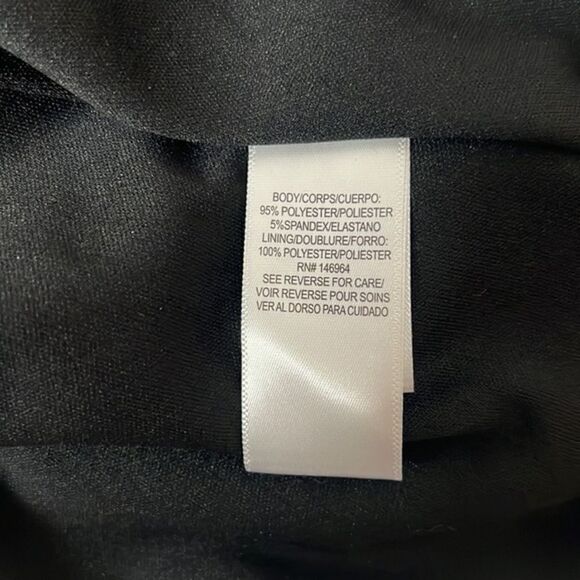 BODY/CORPS/CUERPO:
95% POLYESTER/POLIESTER
5%SPANDEX/ELASTANO
LINING/DOUBLURE/FORRO:
100% POLYESTER/POLIESTER
RN# 146964
SEE REVERSE FOR CARE/
VOIR REVERSE POUR SOINS
VER AL DORSO PARA CUIDADO